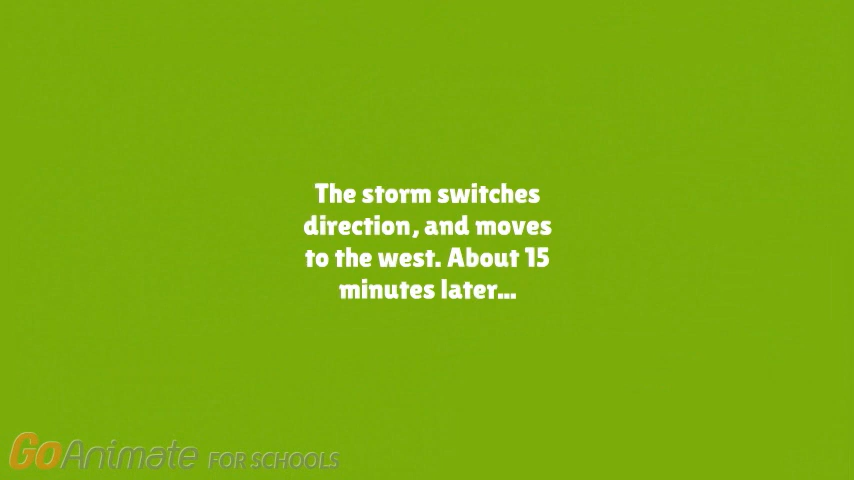 The storm switches
direction, and moves
to the west. About 15
minutes later...
GoAnimate FOR SCHOOLS